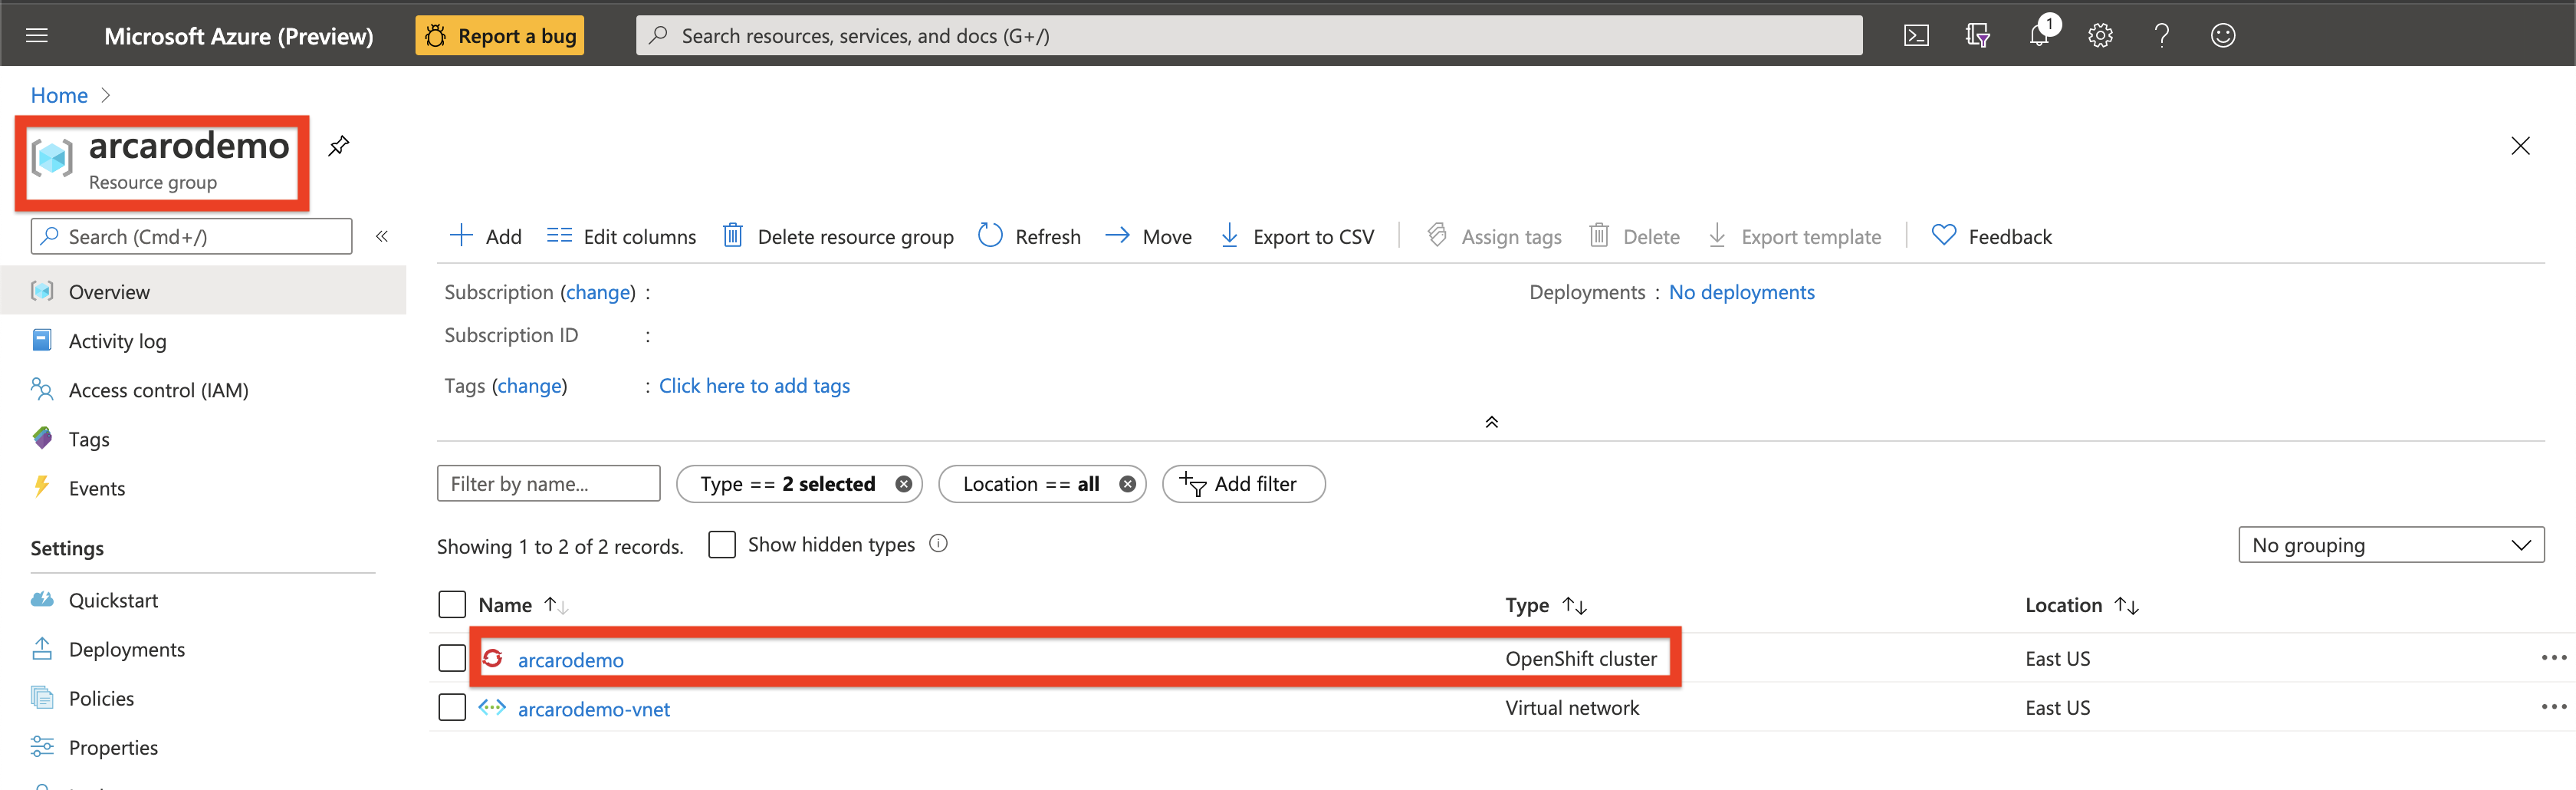 Microsoft Azure (Preview)
Report a bug
Search resources, services, and docs (G+/)
1
Home
arcarodemo
Resource group
Search (Cmd+/)
Overview
Activity log
Access control (IAM)
Tags
Events
Settings
Quickstart
Deployments
Policies
Properties
Add
Edit columns
Delete resource group
Refresh
Move
Export to CSV
Assign tags
Delete
Export template
Feedback
Subscription (change) :
Deployments : No deployments
Subscription ID :
Tags (change) : Click here to add tags
Filter by name...
Type == 2 selected
Location == all
Add filter
Showing 1 to 2 of 2 records.
Show hidden types
No grouping
Name Type Location
arcarodemo OpenShift cluster East US
arcarodemo-vnet Virtual network East US